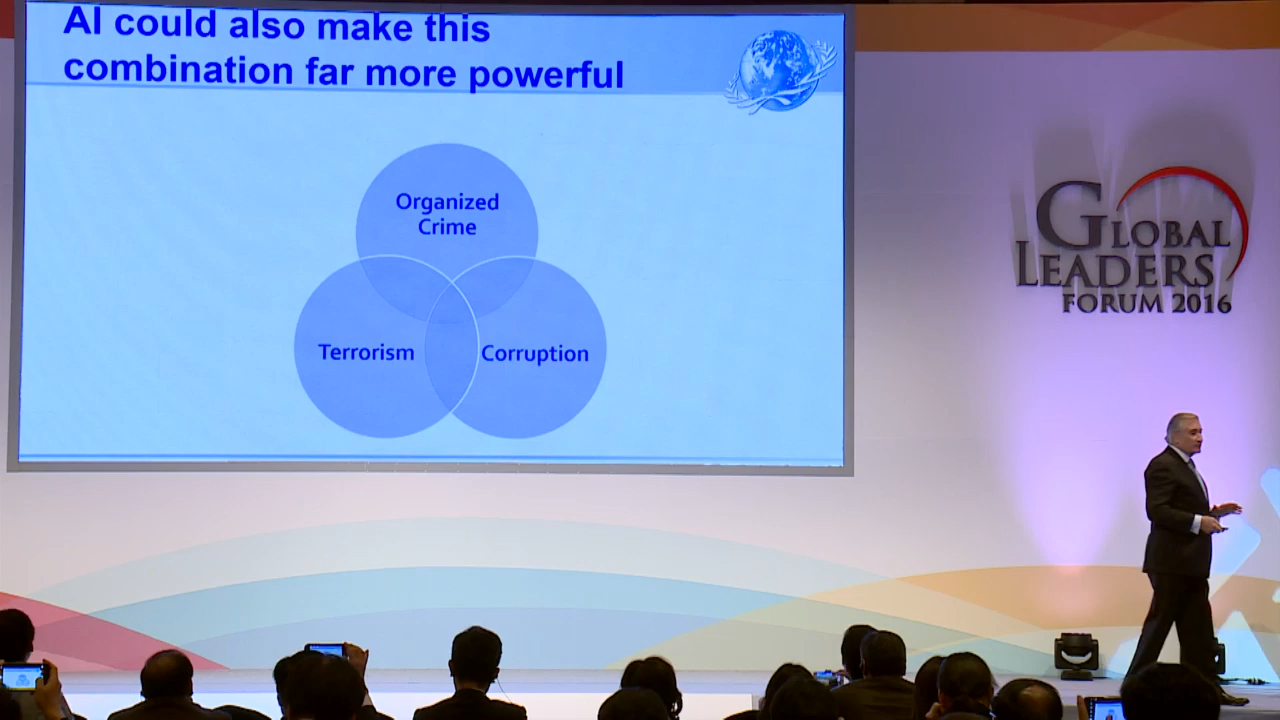 AI could also make this
combination far more powerful
Organized
Crime
Terrorism
Corruption
GLOBAL
LEADERS
FORUM 2016